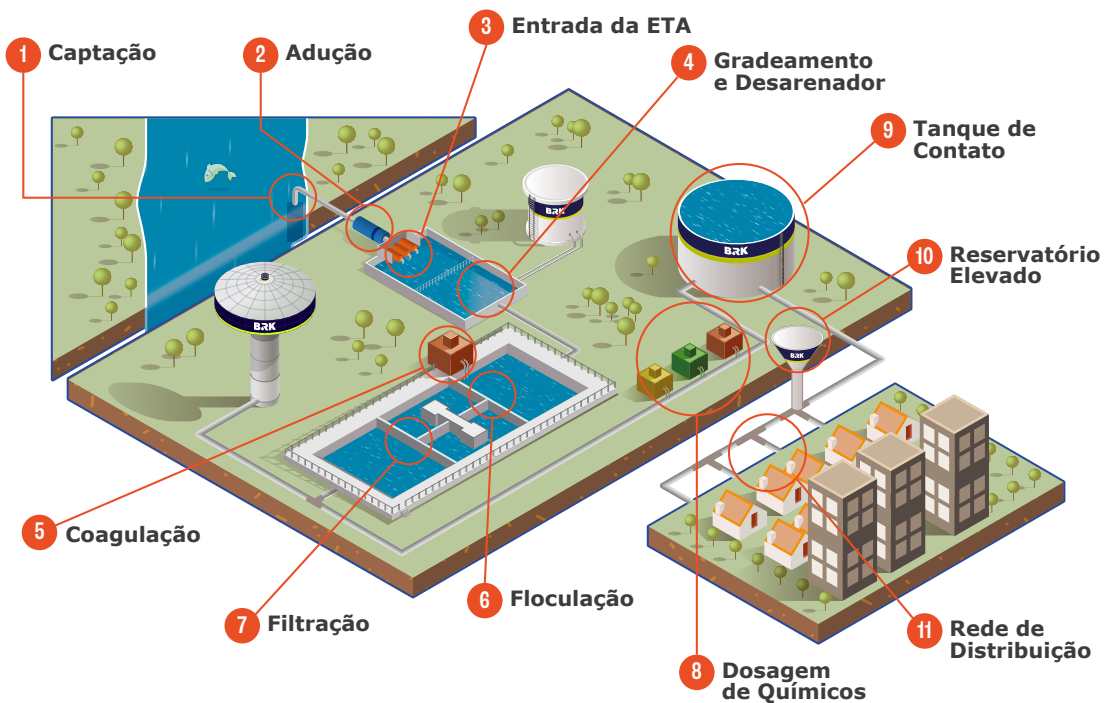 1 Captação
2 Adução
3 Entrada da ETA
4 Gradeamento
e Desarenador
9 Tanque de
Contato
10 Reservatório
Elevado
BRK
BRK
BRK
BRK
5 Coagulação
6 Floculação
7 Filtração
8 Dosagem
de Químicos
11 Rede de
Distribuição